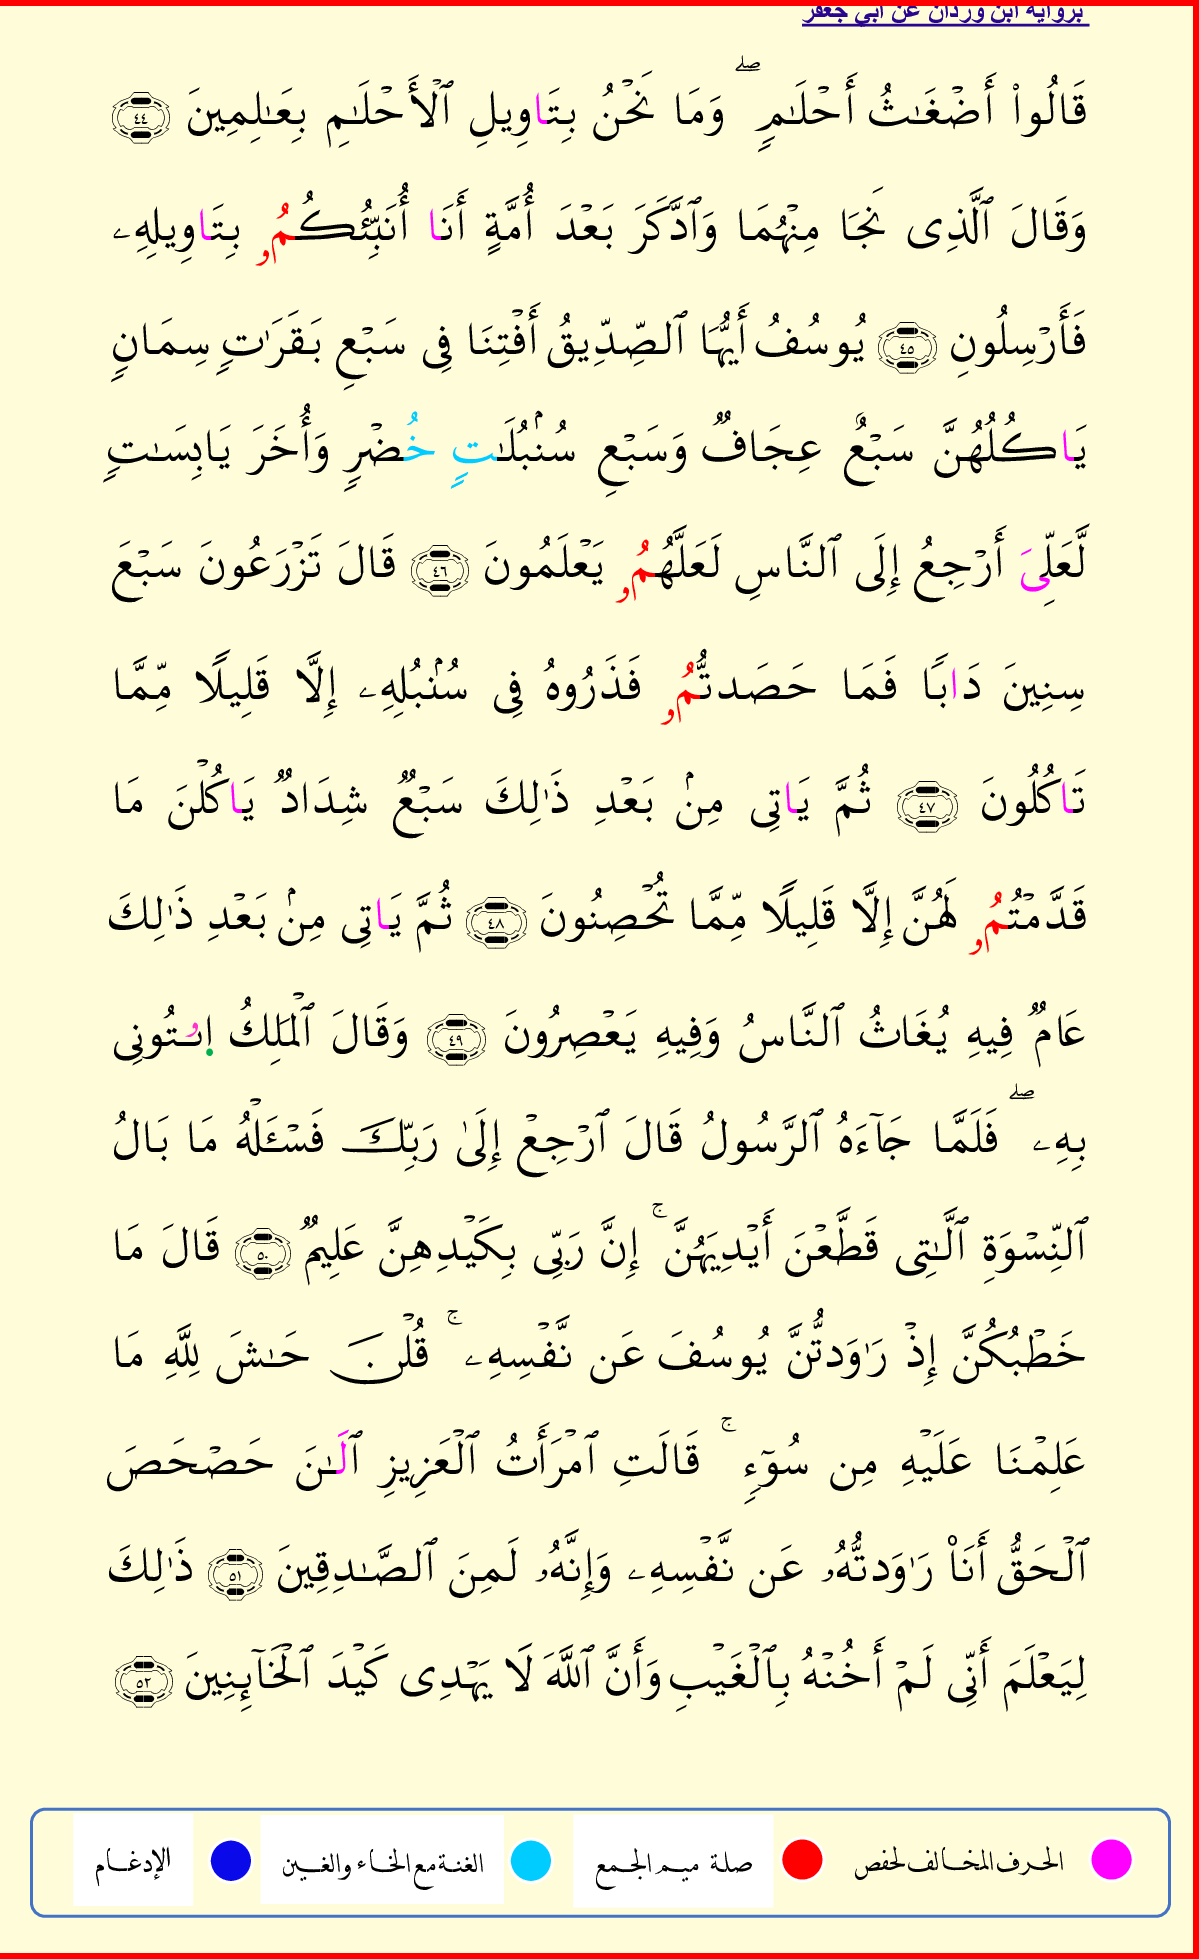 برواية ابن وردان عن أبي جعفر
قَالُوا۟ أَضْغَـٰثُ أَحْلَـٰمٍ ۖ وَمَا نَحْنُ بِتَاوِيلِ ٱلْأَحْلَـٰمِ بِعَـٰلِمِينَ ٤٤
وَقَالَ ٱلَّذِى نَجَا مِنْهُمَا وَٱدَّكَرَ بَعْدَ أُمَّةٍ أَنَا أُنَبِّئُكُمُۥ بِتَاوِيلِهِۦ
فَأَرْسِلُونِ ٤٥ يُوسُفُ أَيُّهَا ٱلصِّدِّيقُ أَفْتِنَا فِى سَبْعِ بَقَرَٰتٍ سِمَانٍ
يَاكُلُهُنَّ سَبْعٌ عِجَافٌ وَسَبْعِ سُنۢبُلَـٰتٍ خُضْرٍ وَأُخَرَ يَابِسَـٰتٍ
لَّعَلِّىَ أَرْجِعُ إِلَى ٱلنَّاسِ لَعَلَّهُمُۥ يَعْلَمُونَ ٤٦ قَالَ تَزْرَعُونَ سَبْعَ
سِنِينَ دَابًا فَمَا حَصَدتُّمُۥ فَذَرُوهُ فِى سُنۢبُلِهِۦ إِلَّا قَلِيلًا مِّمَّا
تَاكُلُونَ ٤٧ ثُمَّ يَاتِى مِنۢ بَعْدِ ذَٰلِكَ سَبْعٌ شِدَادٌ يَاكُلْنَ مَا
قَدَّمْتُمُۥ لَهُنَّ إِلَّا قَلِيلًا مِّمَّا تُحْصِنُونَ ٤٨ ثُمَّ يَاتِى مِنۢ بَعْدِ ذَٰلِكَ
عَامٌ فِيهِ يُغَاثُ ٱلنَّاسُ وَفِيهِ يَعْصِرُونَ ٤٩ وَقَالَ ٱلْمَلِكُ اِۥتُونِى
بِهِۦ ۖ فَلَمَّا جَآءَهُ ٱلرَّسُولُ قَالَ ٱرْجِعْ إِلَىٰ رَبِّكَ فَسْـَٔلْهُ مَا بَالُ
ٱلنِّسْوَةِ ٱلَّـٰتِى قَطَّعْنَ أَيْدِيَهُنَّ ۚ إِنَّ رَبِّى بِكَيْدِهِنَّ عَلِيمٌ ٥٠ قَالَ مَا
خَطْبُكُنَّ إِذْ رَٰوَدتُّنَّ يُوسُفَ عَن نَّفْسِهِۦ ۚ قُلْنَ حَـٰشَ لِلَّهِ مَا
عَلِمْنَا عَلَيْهِ مِن سُوٓءٍ ۚ قَالَتِ ٱمْرَأَتُ ٱلْعَزِيزِ ٱلَـٰنَ حَصْحَصَ
ٱلْحَقُّ أَنَا۠ رَٰوَدتُّهُۥ عَن نَّفْسِهِۦ وَإِنَّهُۥ لَمِنَ ٱلصَّـٰدِقِينَ ٥١ ذَٰلِكَ
لِيَعْلَمَ أَنِّى لَمْ أَخُنْهُ بِٱلْغَيْبِ وَأَنَّ ٱللَّهَ لَا يَهْدِى كَيْدَ ٱلْخَآئِنِينَ ٥٢
الحرف المخالف لحفص صلة ميم الجمع الغنة مع الخاء والغين الإدغام